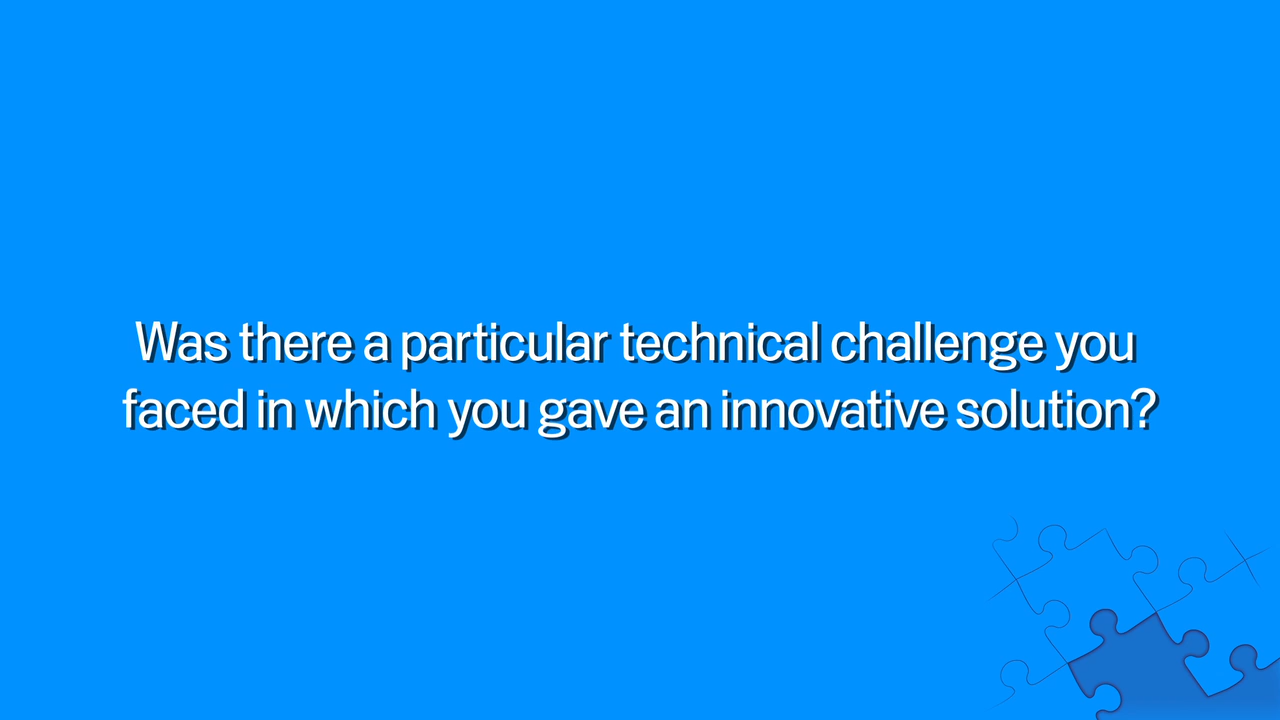 Was there a particular technical challenge you
faced in which you gave an innovative solution?